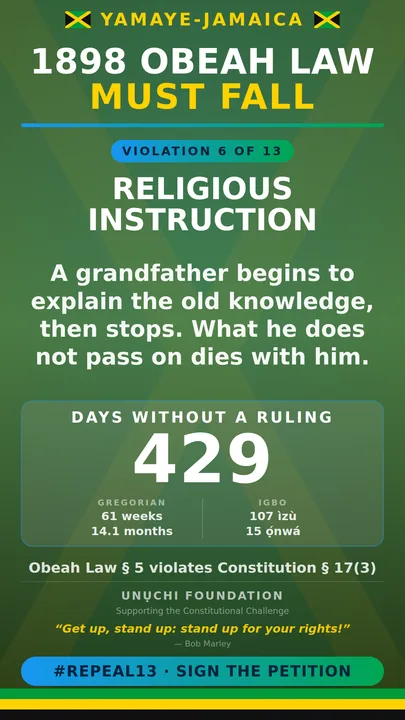 YAMAYE-JAMAICA
1898 OBEAH LAW
MUST FALL
VIOLATION 6 OF 13
RELIGIOUS
INSTRUCTION
A grandfather begins to
explain the old knowledge,
then stops. What he does
not pass on dies with him.
DAYS WITHOUT A RULING
429
GREGORIAN
61 weeks
14.1 months
IGBO
107 ìzù
15 ọ́nwá
Obeah Law § 5 violates Constitution § 17(3)
UNỤCHI FOUNDATION
Supporting the Constitutional Challenge
“Get up, stand up: stand up for your rights!”
— Bob Marley
#REPEAL13 · SIGN THE PETITION